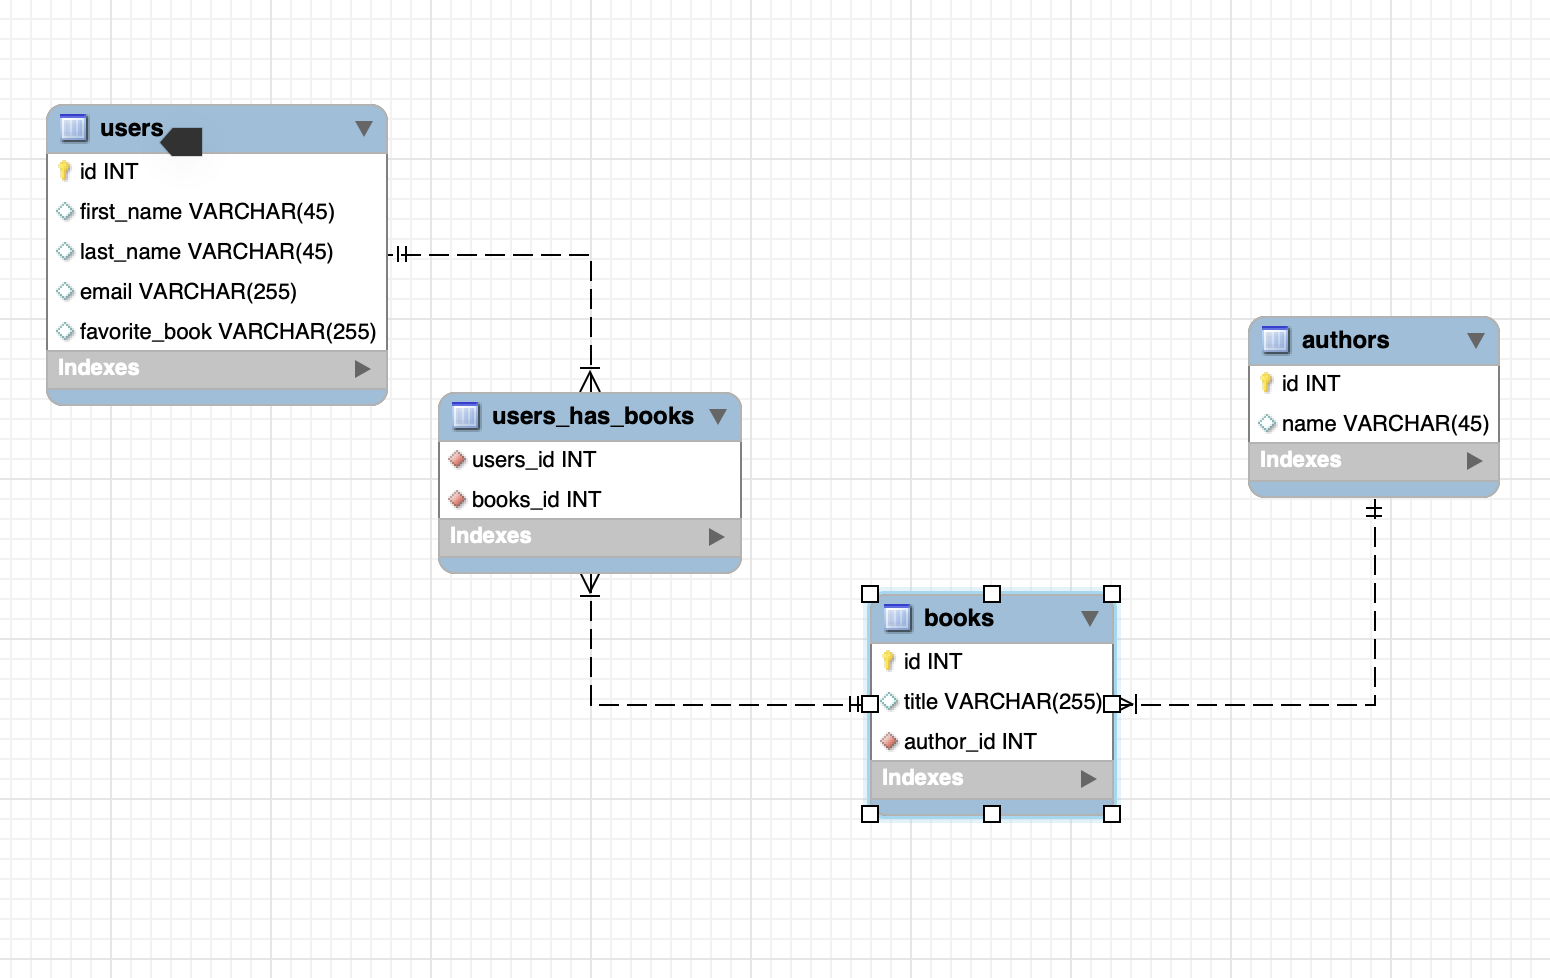 users
id INT
first_name VARCHAR(45)
last_name VARCHAR(45)
email VARCHAR(255)
favorite_book VARCHAR(255)
Indexes
users_has_books
users_id INT
books_id INT
Indexes
authors
id INT
name VARCHAR(45)
Indexes
books
id INT
title VARCHAR(255)
author_id INT
Indexes